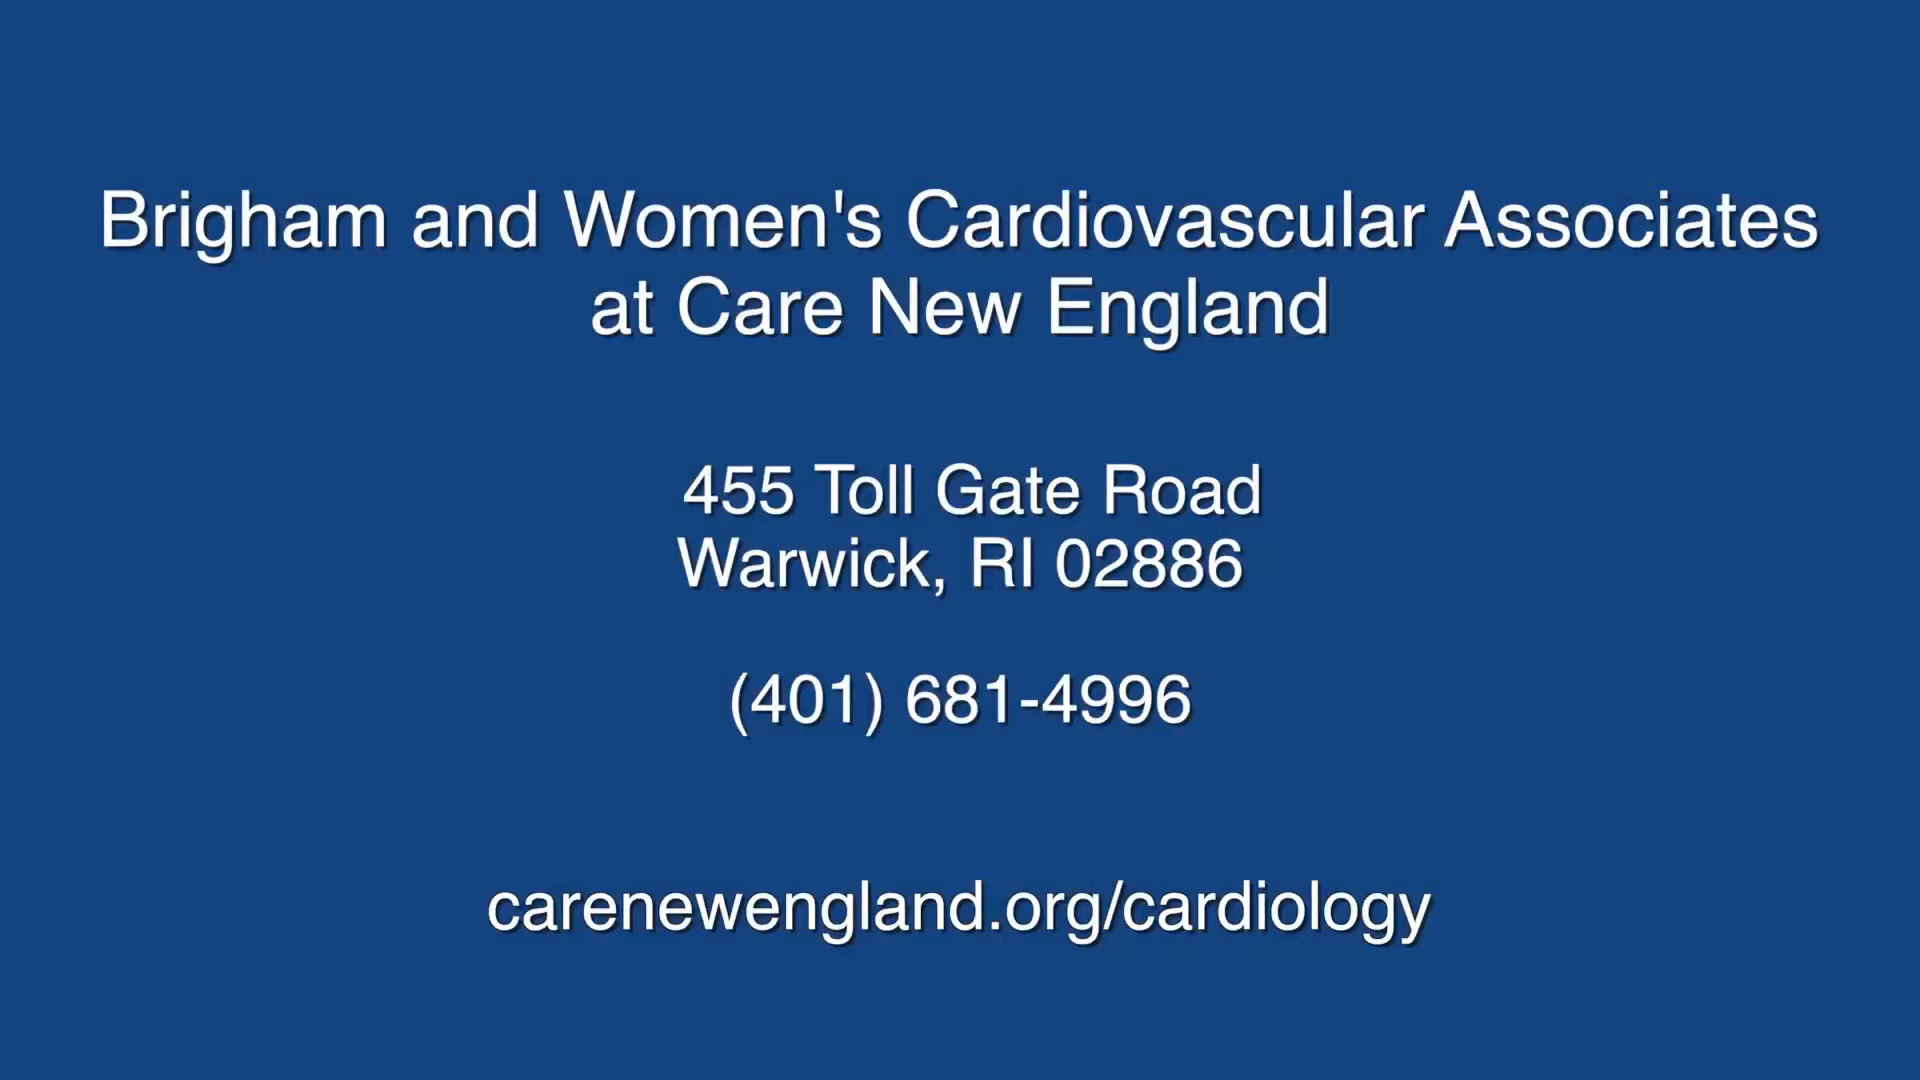 Brigham and Women's Cardiovascular Associates
at Care New England
455 Toll Gate Road
Warwick, RI 02886
(401) 681-4996
carenewengland.org/cardiology